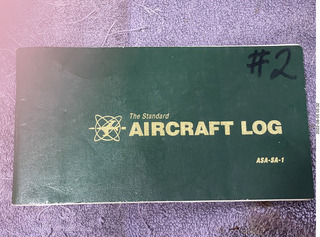 #2
The Standard
AIRCRAFT LOG
ASA-SA-1